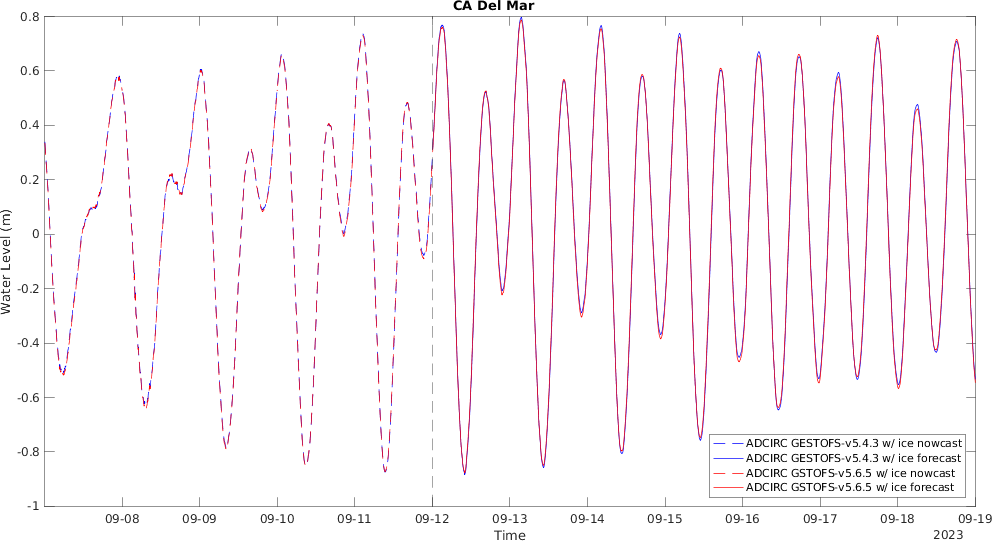 CA Del Mar
0.8
0.6
0.4
0.2
0
-0.2
-0.4
-0.6
-0.8
-1
Water Level (m)
ADCIRC GESTOFS-v5.4.3 w/ ice nowcast
ADCIRC GESTOFS-v5.4.3 w/ ice forecast
ADCIRC GSTOFS-v5.6.5 w/ ice nowcast
ADCIRC GSTOFS-v5.6.5 w/ ice forecast
09-08 09-09 09-10 09-11 09-12 09-13 09-14 09-15 09-16 09-17 09-18 09-19
Time
2023